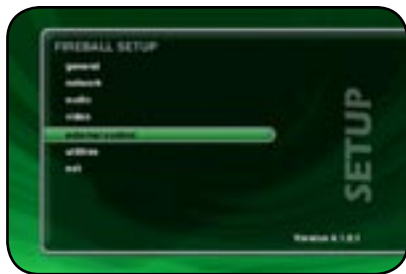 FIREBALL SETUP
general
network
audio
video
external control
utilities
exit
SETUP